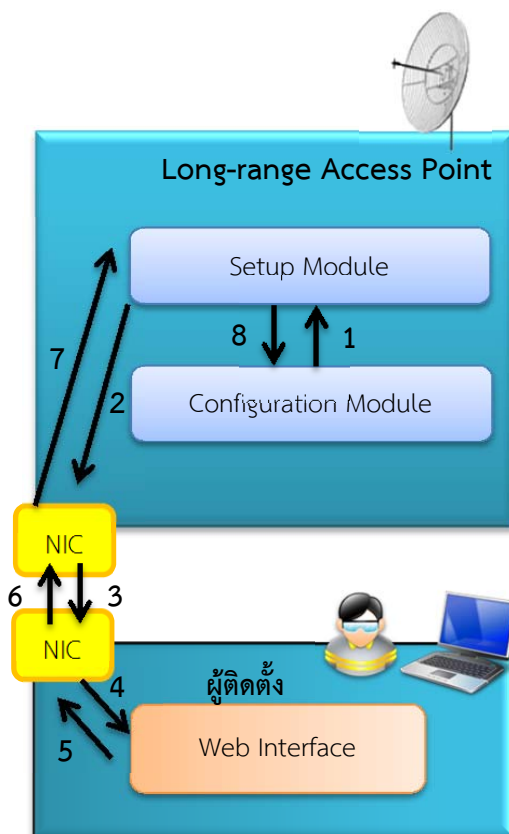 Long-range Access Point
Setup Module
8 1
7
2
Configuration Module
NIC
6 3
NIC
4
ผู้ติดตั้ง
5
Web Interface